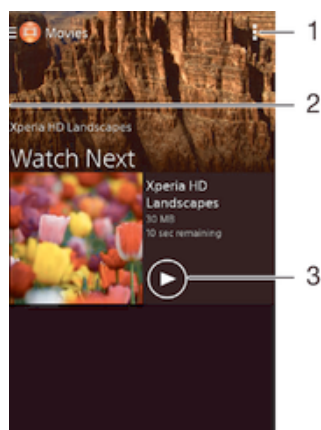 Movies
1
2
Xperia HD Landscapes
Watch Next
Xperia HD
Landscapes
30 MB
10 sec remaining
3